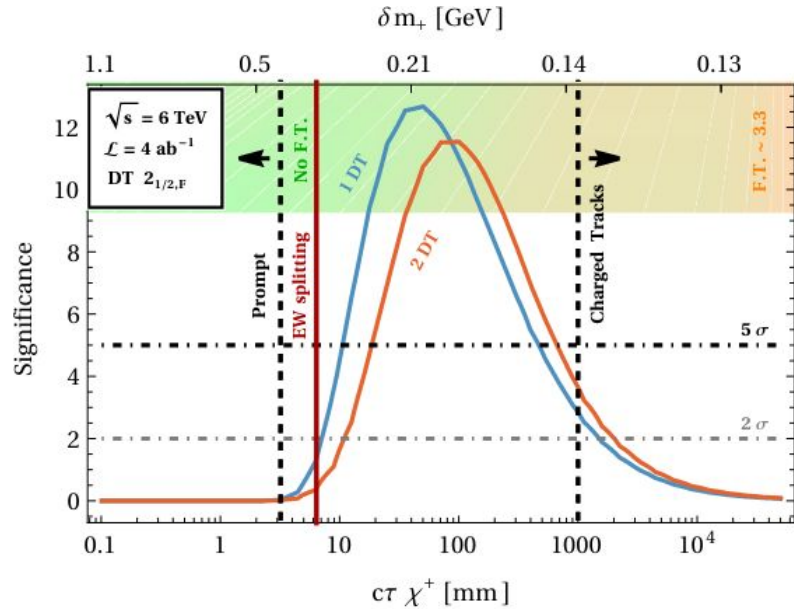 δm₊ [GeV]
1.1 0.5 0.21 0.14 0.13
√s = 6 TeV
ℒ = 4 ab⁻¹
DT 2₁/₂,F
No F.T.
F.T. ~ 3.3
1 DT
2 DT
Prompt
EW splitting
Charged Tracks
5 σ
2 σ
Significance
12
10
8
6
4
2
0
0.1 1 10 100 1000 10⁴
cτ χ⁺ [mm]